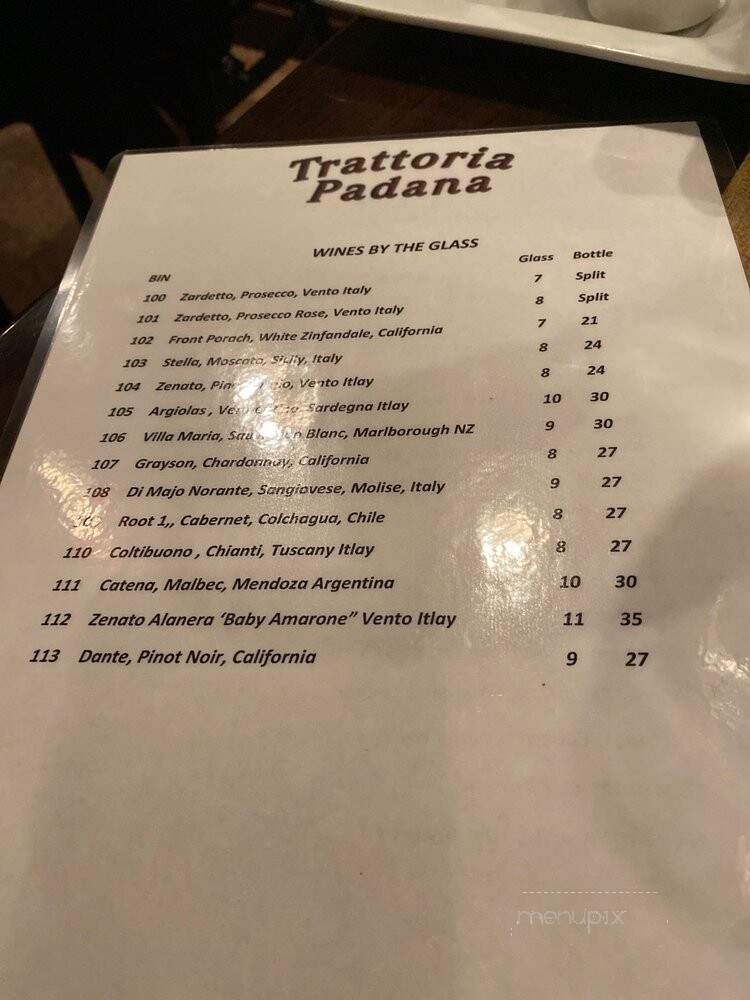 Trattoria
Padana
WINES BY THE GLASS
BIN Glass Bottle
100 Zardetto, Prosecco, Vento Italy 7 Split
101 Zardetto, Prosecco Rose, Vento Italy 8 Split
102 Front Porach, White Zinfandale, California 7 21
103 Stella, Moscato, Sicily, Italy 8 24
104 Zenato, Vento Itlay 8 24
105 Argiolas , Sardegna Itlay 10 30
106 Villa Maria, Blanc, Marlborough NZ 9 30
107 Grayson, Chardonnay, California 8 27
108 Di Majo Norante, Sangiovese, Molise, Italy 9 27
Root 1,, Cabernet, Colchagua, Chile 8 27
110 Coltibuono , Chianti, Tuscany Itlay 8 27
111 Catena, Malbec, Mendoza Argentina 10 30
112 Zenato Alanera ‘Baby Amarone” Vento Itlay 11 35
113 Dante, Pinot Noir, California 9 27
menupix